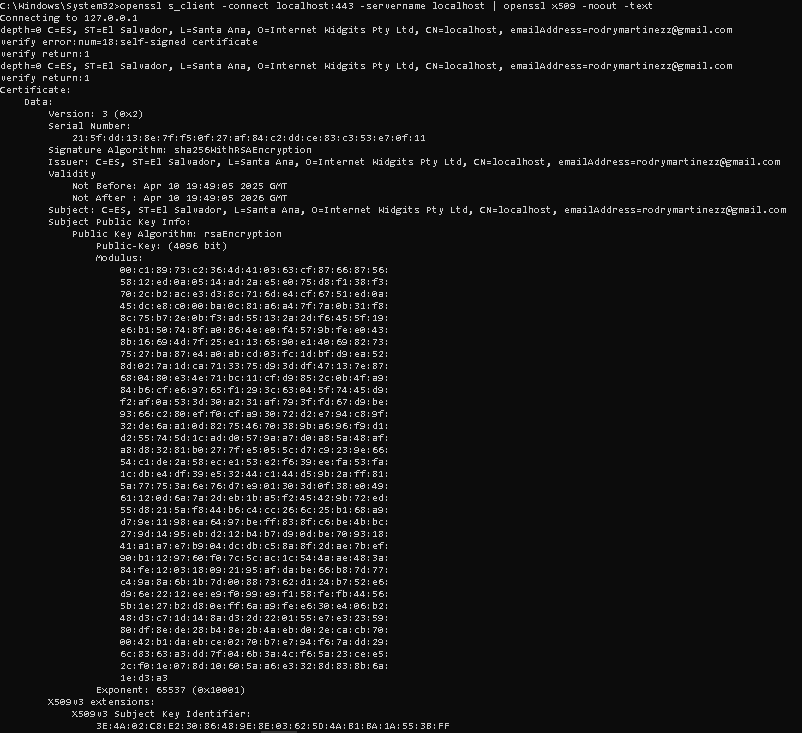 C:\Windows\System32>openssl s_client -connect localhost:443 -servername localhost | openssl x509 -noout -text
Connecting to 127.0.0.1
depth=0 C=ES, ST=El Salvador, L=Santa Ana, O=Internet Widgits Pty Ltd, CN=localhost, emailAddress=rodrymartinezz@gmail.com
verify error:num=18:self-signed certificate
verify return:1
depth=0 C=ES, ST=El Salvador, L=Santa Ana, O=Internet Widgits Pty Ltd, CN=localhost, emailAddress=rodrymartinezz@gmail.com
verify return:1
Certificate:
Data:
Version: 3 (0x2)
Serial Number:
21:5f:dd:13:8e:7f:f5:0f:27:af:84:c2:dd:ce:83:c3:53:e7:0f:11
Signature Algorithm: sha256WithRSAEncryption
Issuer: C=ES, ST=El Salvador, L=Santa Ana, O=Internet Widgits Pty Ltd, CN=localhost, emailAddress=rodrymartinezz@gmail.com
Validity
Not Before: Apr 10 19:49:05 2025 GMT
Not After : Apr 10 19:49:05 2026 GMT
Subject: C=ES, ST=El Salvador, L=Santa Ana, O=Internet Widgits Pty Ltd, CN=localhost, emailAddress=rodrymartinezz@gmail.com
Subject Public Key Info:
Public Key Algorithm: rsaEncryption
Public-Key: (4096 bit)
Modulus:
00:c1:89:73:c2:36:4d:41:03:63:cf:87:66:87:56:
58:12:ed:0a:05:14:ad:2a:e5:e0:75:d8:f1:38:f3:
70:2c:b2:ac:e3:d3:8c:71:6d:e4:cf:67:51:ed:0a:
45:dc:e8:c0:00:ba:0c:81:a6:a4:7f:7a:0b:31:f8:
8c:75:b7:2e:0b:f3:ad:55:13:2a:2d:f6:45:5f:19:
e6:b1:50:74:8f:a0:86:4e:e0:f4:57:9b:fe:e0:43:
8b:16:69:4d:7f:25:e1:13:65:90:e1:40:69:82:73:
75:27:ba:87:e4:a0:ab:cd:03:fc:1d:bf:d9:ea:52:
8d:02:7a:1d:ca:71:33:75:d9:3d:df:47:13:7e:87:
68:04:80:e3:4e:71:bc:11:cf:d9:85:2c:0b:4f:a9:
84:b6:cf:e6:97:65:f1:29:3c:63:04:5f:74:45:d9:
f2:af:0a:53:3d:30:a2:31:af:79:3f:fd:67:d9:be:
93:66:c2:80:ef:f0:cf:a9:30:72:d2:e7:94:c8:9f:
32:de:6a:a1:0d:82:75:46:70:38:9b:a6:96:f9:d1:
d2:55:74:5d:1c:ad:d0:57:9a:a7:d0:a8:5a:48:af:
a8:d8:32:81:b0:27:7f:e5:05:5c:d7:c9:23:9e:66:
54:c1:de:2a:58:ec:e1:53:e2:f6:39:ee:fa:53:fa:
1c:db:e4:df:39:e5:32:44:c1:44:d5:9b:2a:ff:81:
5a:77:75:3a:6e:76:d7:e9:01:30:3d:0f:38:e0:49:
61:12:0d:6a:7a:2d:eb:1b:a5:f2:45:42:9b:72:ed:
55:d8:21:5a:f8:44:b6:c4:cc:26:6c:25:b1:68:a9:
d7:9e:11:98:ea:64:97:be:ff:83:8f:c6:be:4b:bc:
27:9d:14:95:eb:d2:12:b4:b7:d9:0d:be:70:93:18:
41:a1:a7:e7:b9:04:dc:db:c5:8a:8f:2d:ae:7b:ef:
90:b1:12:97:60:f0:7c:5c:ac:1c:54:4a:ae:48:3a:
84:fe:12:03:18:09:21:95:af:da:be:66:b8:7d:77:
c4:9a:8a:6b:1b:7d:00:88:73:62:d1:24:b7:52:e6:
d9:6e:22:12:ee:e9:f0:99:e9:f1:58:fe:fb:44:56:
5b:1e:27:b2:d8:0e:ff:6a:a9:fe:e6:30:e4:06:b2:
48:d3:c7:1d:14:8a:d3:2d:22:01:55:e7:e3:23:59:
80:df:8e:de:28:b4:8e:2b:4a:eb:d0:2e:ca:cb:70:
00:42:b1:da:eb:ce:02:70:b7:e7:94:f6:7a:dd:29:
6c:83:63:a3:dd:7f:04:6b:3a:4c:f6:5a:23:ce:e5:
2c:f0:1e:07:8d:10:60:5a:a6:e3:32:8d:83:8b:6a:
1e:d3:a3
Exponent: 65537 (0x10001)
X509v3 extensions:
X509v3 Subject Key Identifier:
3E:4A:02:C8:E2:30:86:48:9E:8E:03:62:5D:4A:B1:BA:1A:55:3B:FF